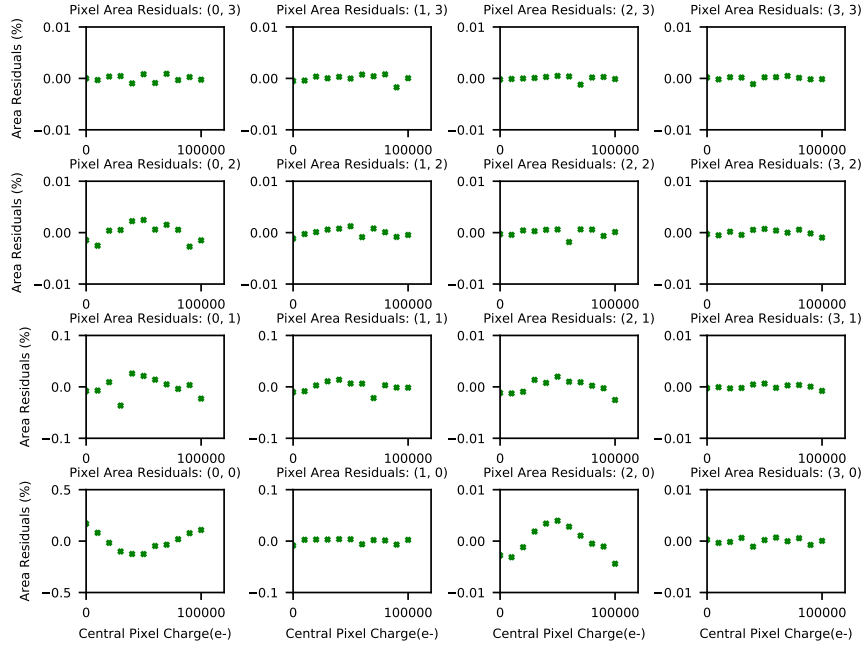 Pixel Area Residuals: (0, 3) Pixel Area Residuals: (1, 3) Pixel Area Residuals: (2, 3) Pixel Area Residuals: (3, 3)
Area Residuals (%)
0.01 0.01 0.01 0.01
0.00 0.00 0.00 0.00
−0.01 −0.01 −0.01 −0.01
0 100000 0 100000 0 100000 0 100000
Pixel Area Residuals: (0, 2) Pixel Area Residuals: (1, 2) Pixel Area Residuals: (2, 2) Pixel Area Residuals: (3, 2)
Area Residuals (%)
0.01 0.01 0.01 0.01
0.00 0.00 0.00 0.00
−0.01 −0.01 −0.01 −0.01
0 100000 0 100000 0 100000 0 100000
Pixel Area Residuals: (0, 1) Pixel Area Residuals: (1, 1) Pixel Area Residuals: (2, 1) Pixel Area Residuals: (3, 1)
Area Residuals (%)
0.1 0.1 0.01 0.01
0.0 0.0 0.00 0.00
−0.1 −0.1 −0.01 −0.01
0 100000 0 100000 0 100000 0 100000
Pixel Area Residuals: (0, 0) Pixel Area Residuals: (1, 0) Pixel Area Residuals: (2, 0) Pixel Area Residuals: (3, 0)
Area Residuals (%)
0.5 0.1 0.01 0.01
0.0 0.0 0.00 0.00
−0.5 −0.1 −0.01 −0.01
0 100000 0 100000 0 100000 0 100000
Central Pixel Charge(e-) Central Pixel Charge(e-) Central Pixel Charge(e-) Central Pixel Charge(e-)